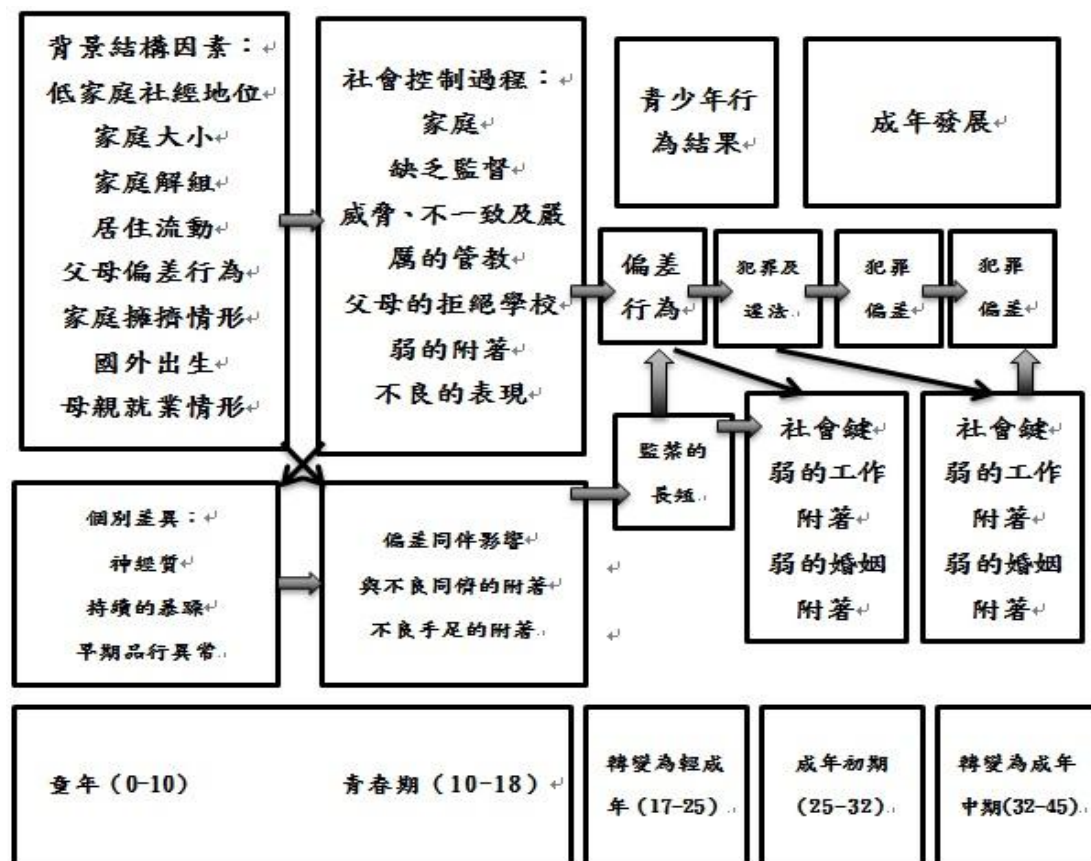 背景結構因素：
低家庭社經地位
家庭大小
家庭解組
居住流動
父母偏差行為
家庭擁擠情形
國外出生
母親就業情形
社會控制過程：
家庭
缺乏監督
威脅、不一致及嚴
厲的管教
父母的拒絕學校
弱的附著
不良的表現
青少年行
為結果
成年發展
偏差
行為
犯罪及
違法
犯罪
偏差
犯罪
偏差
個別差異：
神經質
持續的暴躁
早期品行異常
偏差同伴影響
與不良同儕的附著
不良手足的附著
監禁的
長短
社會鍵
弱的工作
附著
弱的婚姻
附著
社會鍵
弱的工作
附著
弱的婚姻
附著
童年（0-10）
青春期（10-18）
轉變為輕成
年（17-25）
成年初期
（25-32）
轉變為成年
中期(32-45)